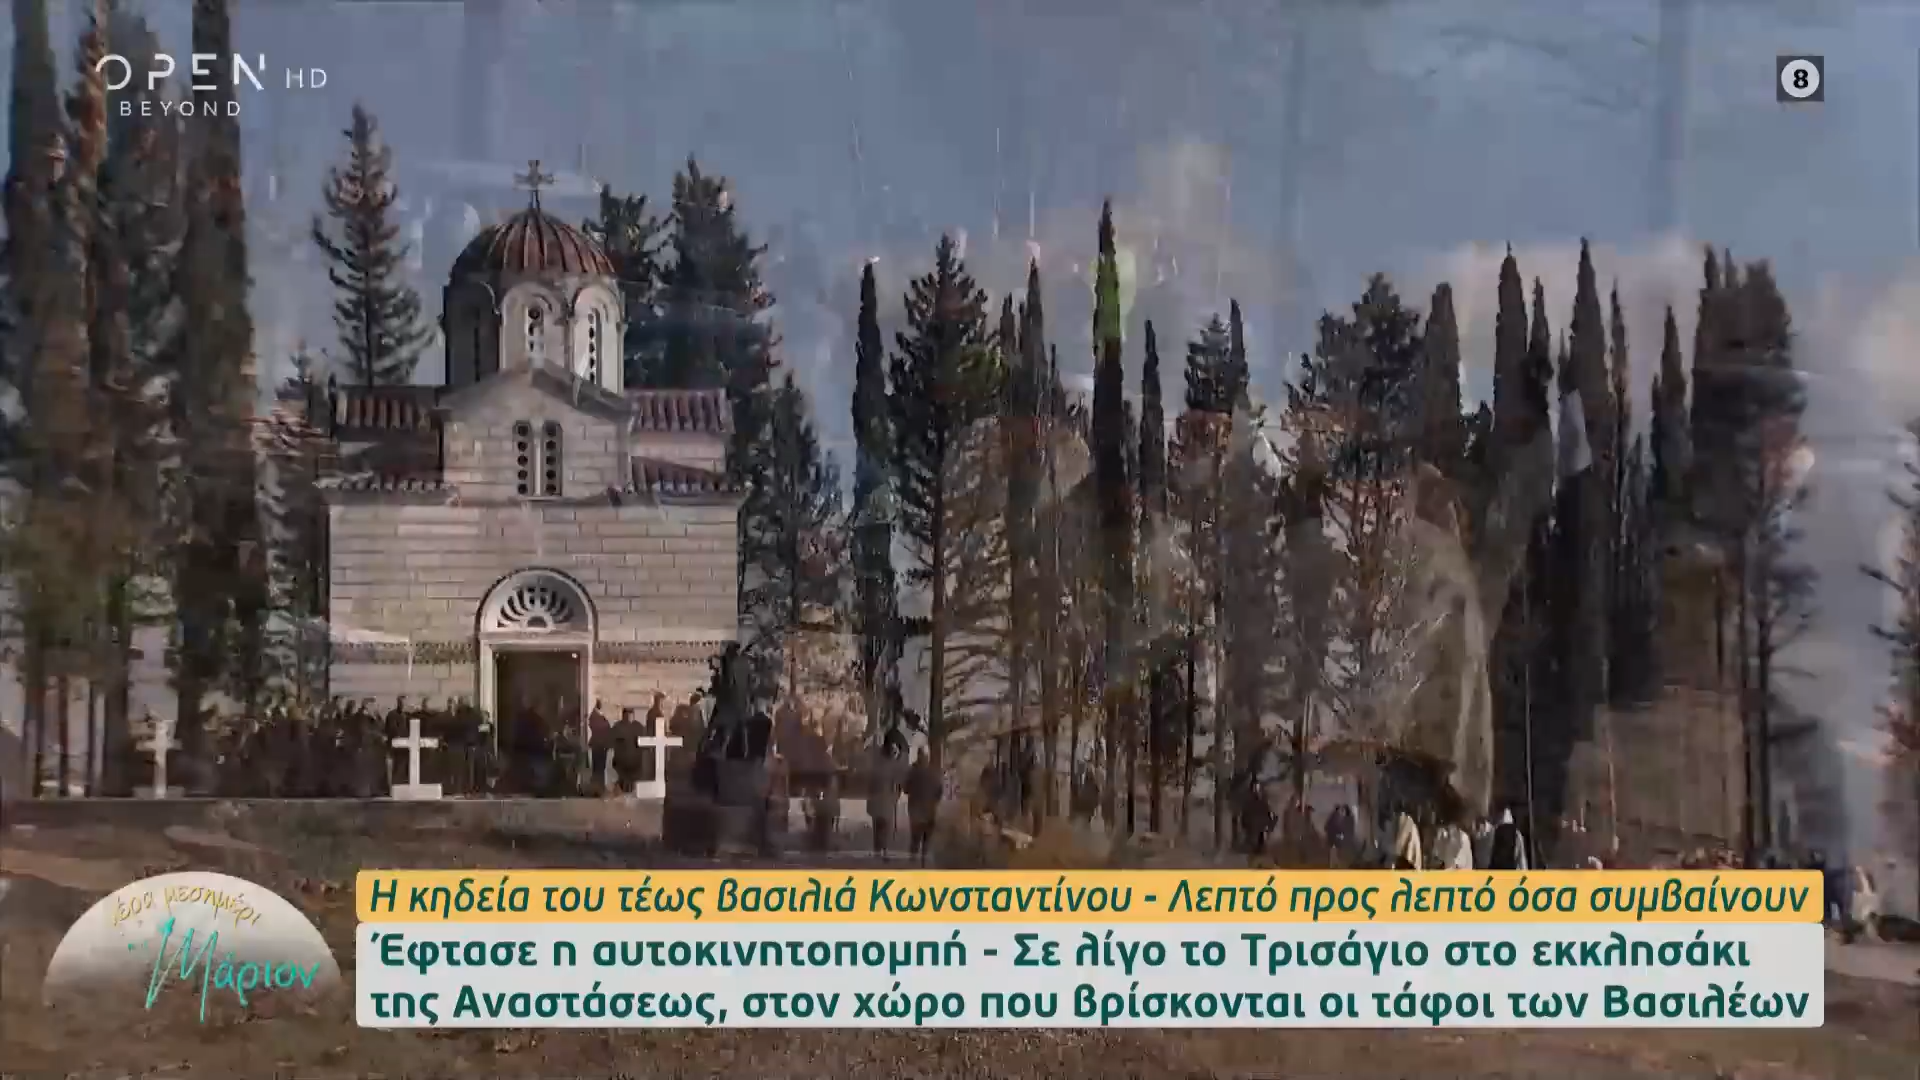 OPEN HD
BEYOND
8
Η κηδεία του τέως βασιλιά Κωνσταντίνου - Λεπτό προς λεπτό όσα συμβαίνουν
Έφτασε η αυτοκινητοπομπή - Σε λίγο το Τρισάγιο στο εκκλησάκι
της Αναστάσεως, στον χώρο που βρίσκονται οι τάφοι των Βασιλέων
μεσημέρι
Μάριον